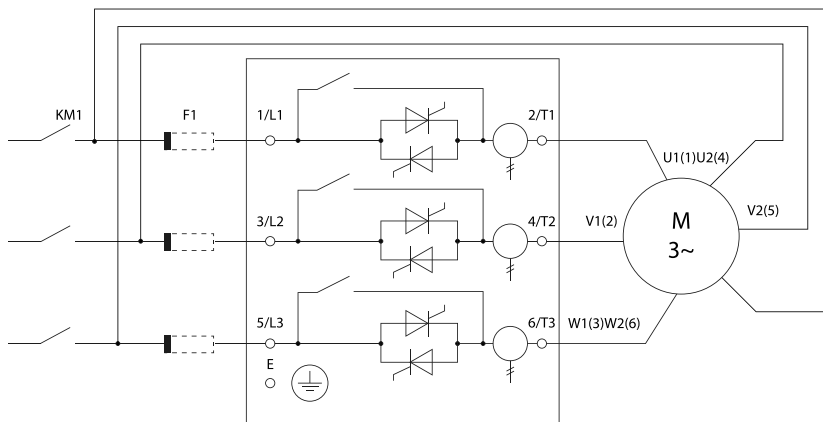 KM1
F1
1/L1
2/T1
U1(1)U2(4)
3/L2
4/T2
V1(2)
V2(5)
M
3~
5/L3
6/T3
W1(3)W2(6)
E